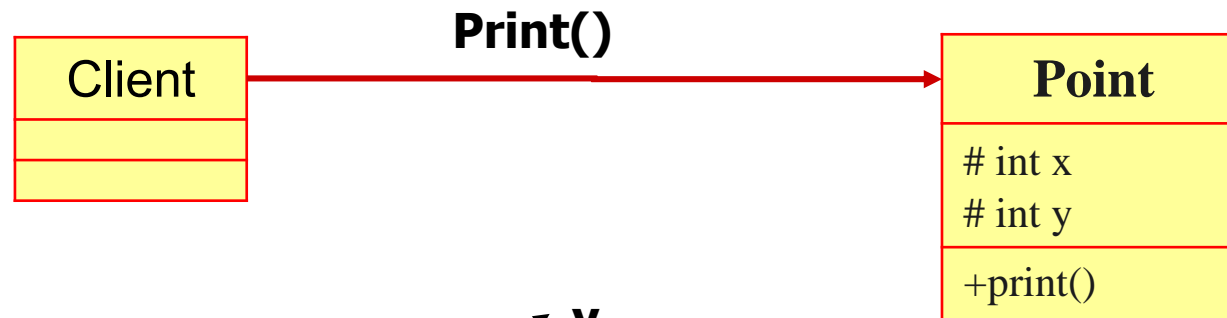 Print()
Client
Point
# int x
# int y
+print()